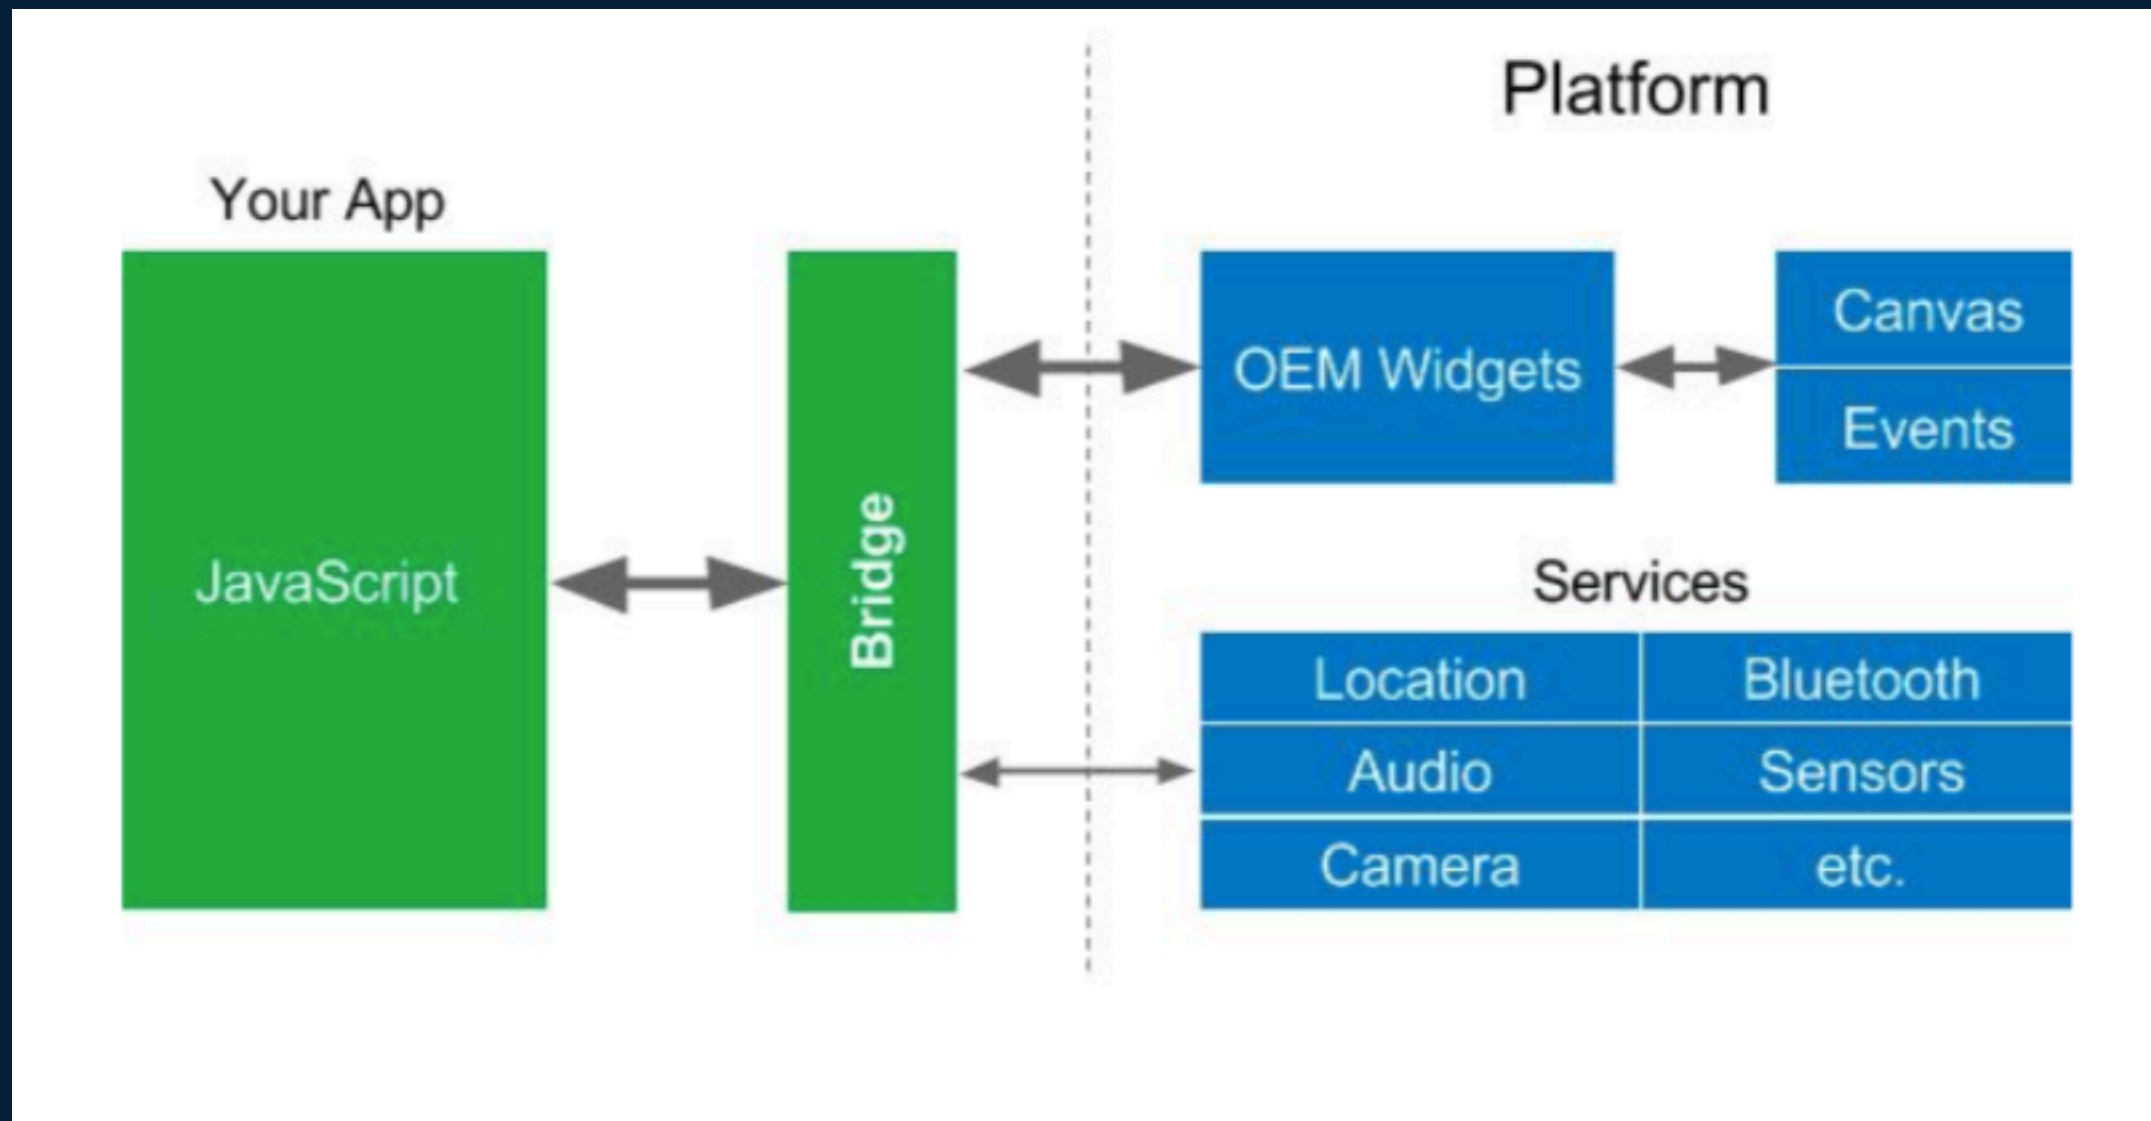 Platform
Your App
JavaScript
Bridge
OEM Widgets
Canvas
Events
Services
Location
Bluetooth
Audio
Sensors
Camera
etc.